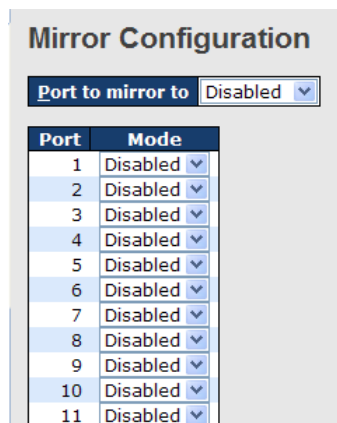 Mirror Configuration
Port to mirror to Disabled
Port Mode
1 Disabled
2 Disabled
3 Disabled
4 Disabled
5 Disabled
6 Disabled
7 Disabled
8 Disabled
9 Disabled
10 Disabled
11 Disabled